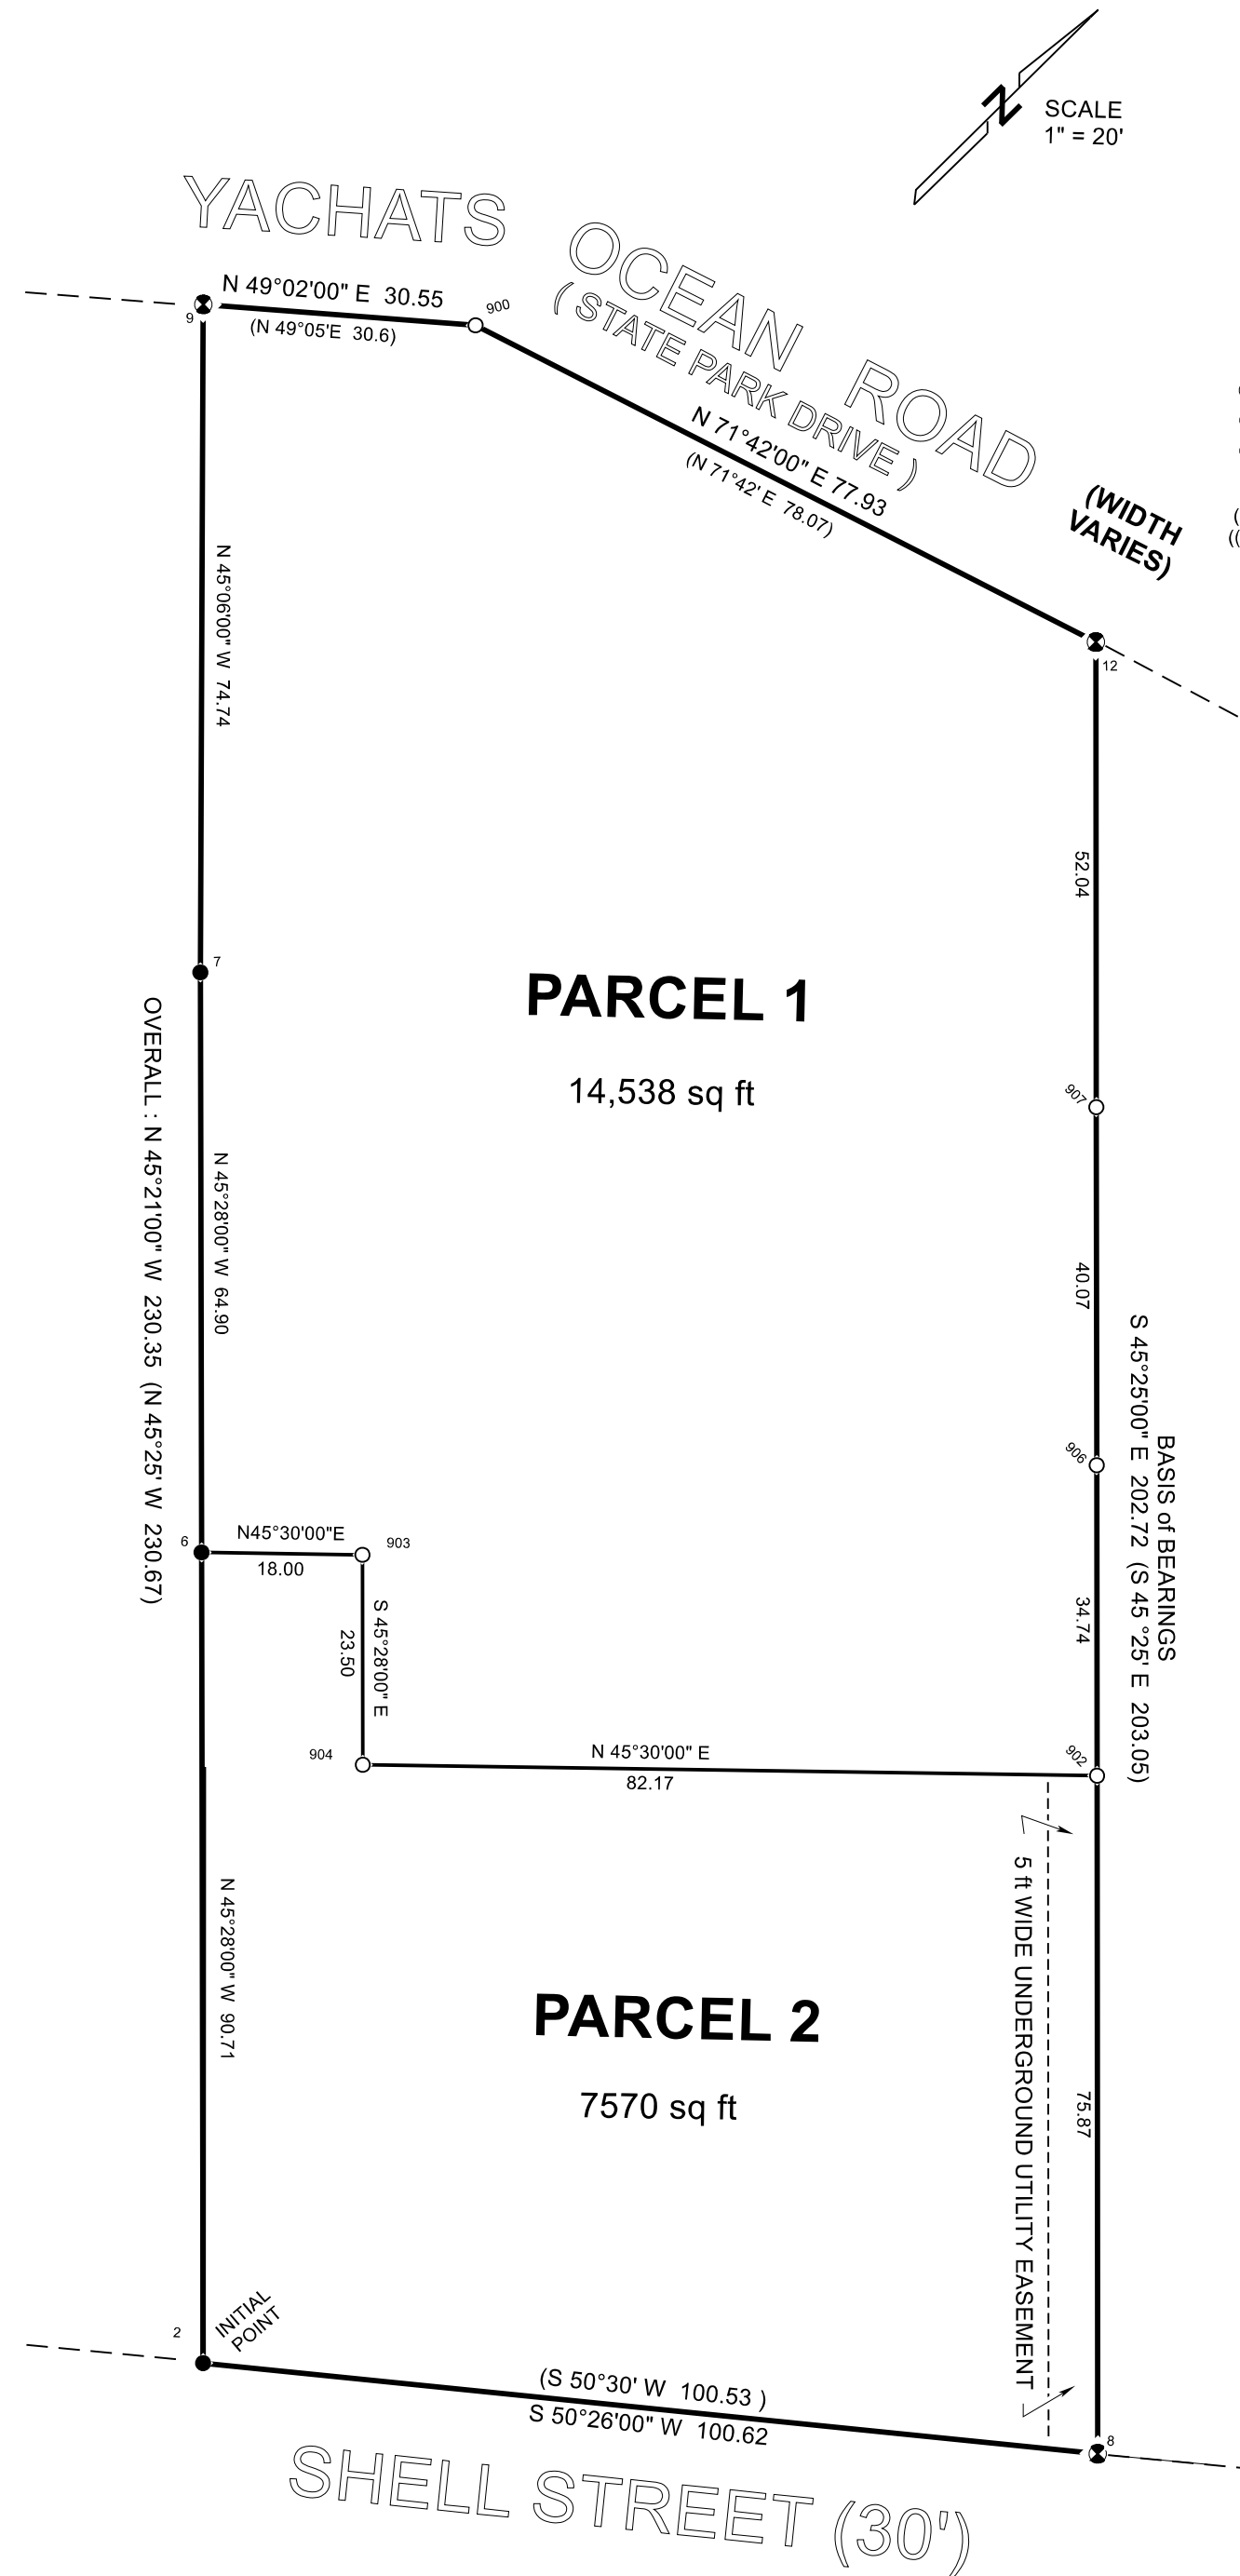 SCALE
1" = 20'
N
YACHATS OCEAN ROAD
( STATE PARK DRIVE )
(WIDTH
VARIES)
N 49°02'00" E 30.55
(N 49°05'E 30.6)
900
9
N 71°42'00" E 77.93
(N 71°42' E 78.07)
12
N 45°06'00" W 74.74
52.04
7
PARCEL 1
14,538 sq ft
907
OVERALL : N 45°21'00" W 230.35 (N 45°25' W 230.67)
N 45°28'00" W 64.90
40.07
BASIS of BEARINGS
S 45°25'00" E 202.72 (S 45 °25' E 203.05)
906
6
N45°30'00"E
18.00
903
S 45°28'00" E
23.50
34.74
904
N 45°30'00" E
82.17
902
5 ft WIDE UNDERGROUND UTILITY EASEMENT
N 45°28'00" W 90.71
PARCEL 2
7570 sq ft
75.87
INITIAL
POINT
2
(S 50°30' W 100.53 )
S 50°26'00" W 100.62
8
SHELL STREET (30')